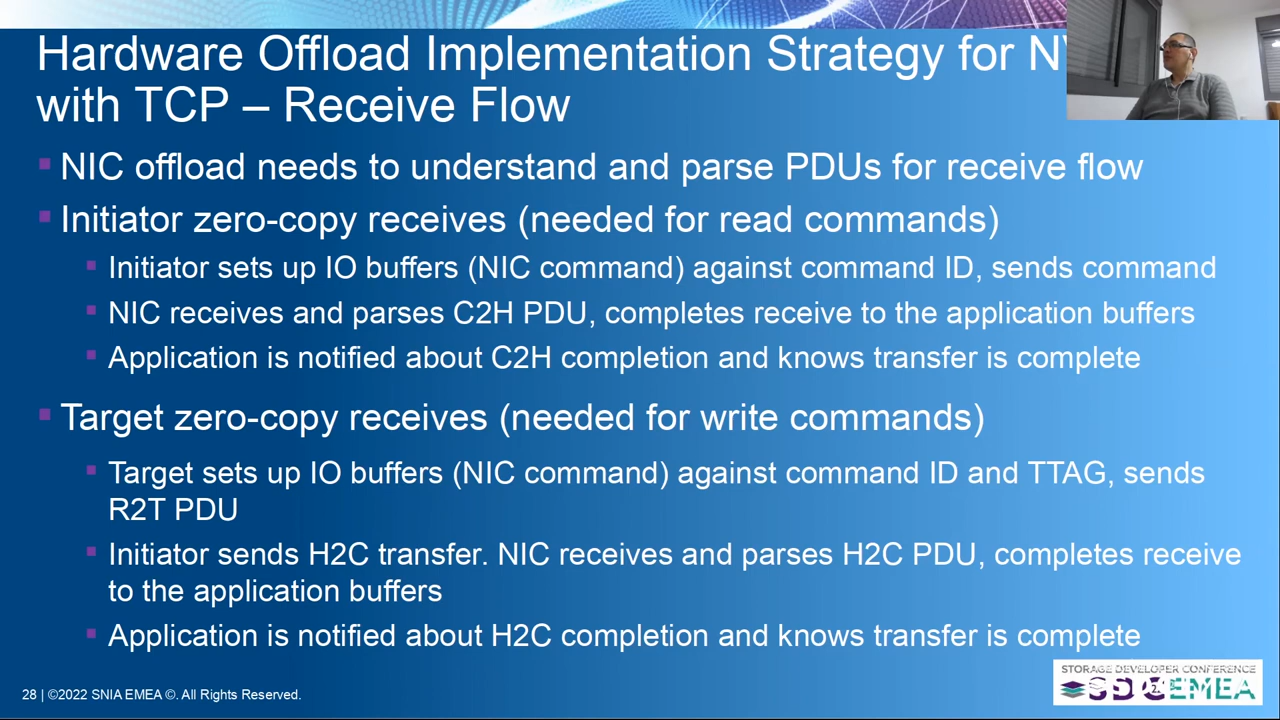 Hardware Offload Implementation Strategy for
with TCP – Receive Flow
NIC offload needs to understand and parse PDUs for receive flow
Initiator zero-copy receives (needed for read commands)
Initiator sets up IO buffers (NIC command) against command ID, sends command
NIC receives and parses C2H PDU, completes receive to the application buffers
Application is notified about C2H completion and knows transfer is complete
Target zero-copy receives (needed for write commands)
Target sets up IO buffers (NIC command) against command ID and TTAG, sends
R2T PDU
Initiator sends H2C transfer. NIC receives and parses H2C PDU, completes receive
to the application buffers
Application is notified about H2C completion and knows transfer is complete
28 | ©2022 SNIA EMEA ©. All Rights Reserved.
STORAGE DEVELOPER CONFERENCE
EMEA